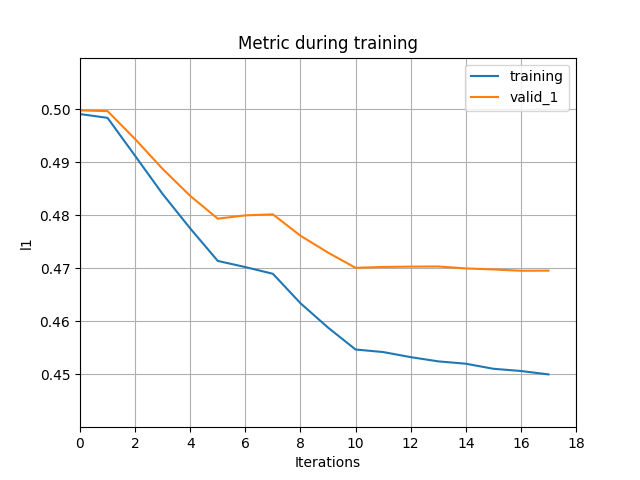 Metric during training
training
valid_1
0.50
0.49
0.48
0.47
0.46
0.45
l1
0 2 4 6 8 10 12 14 16 18
Iterations